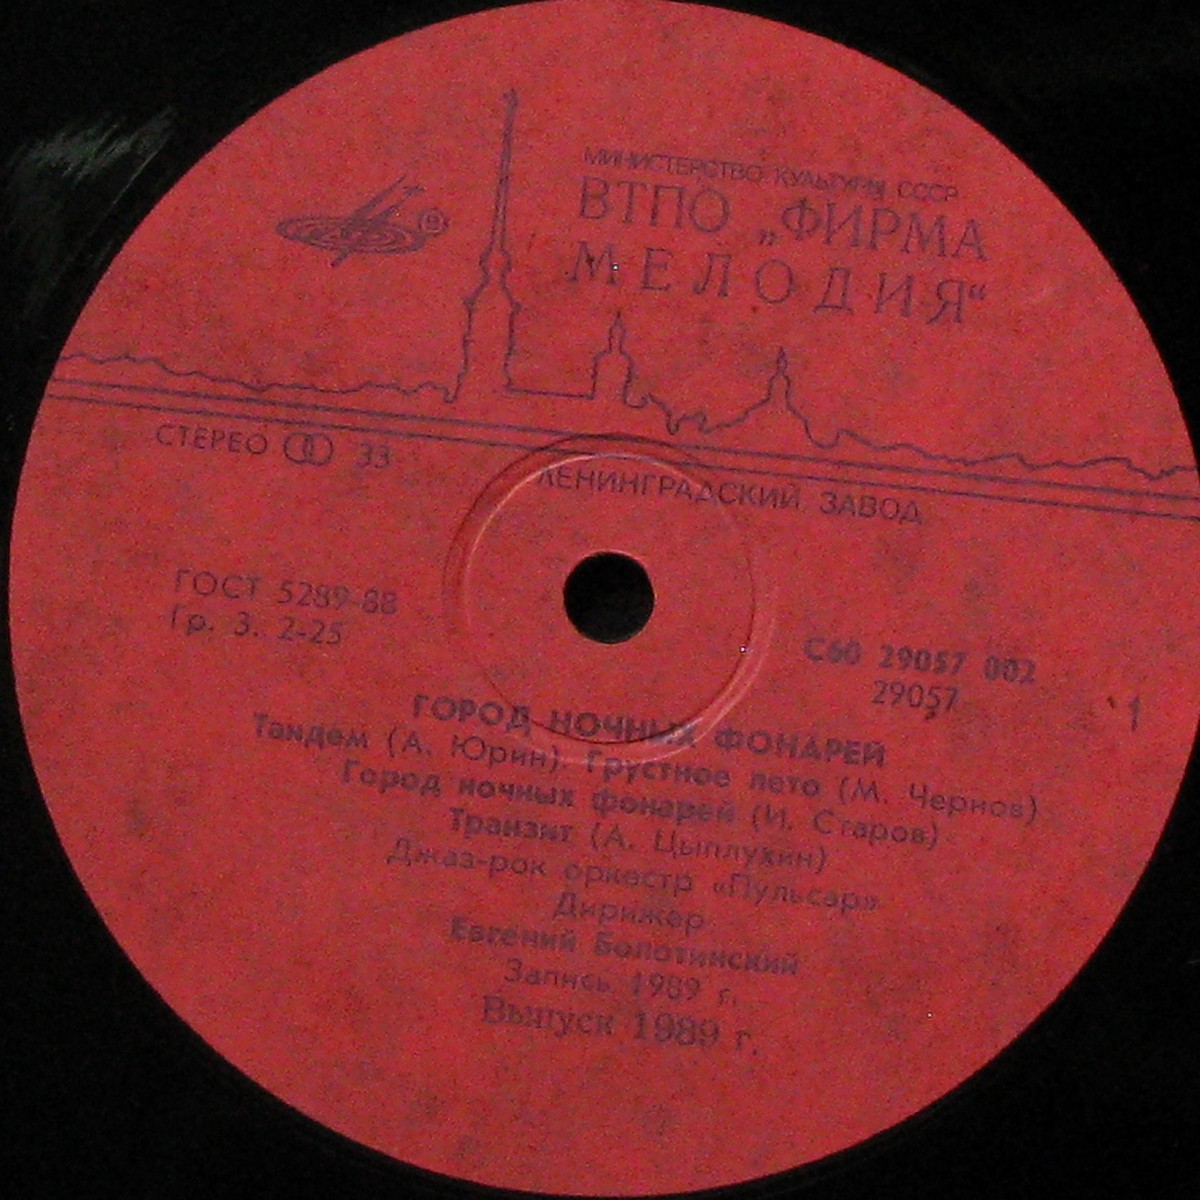 МИНИСТЕРСТВО КУЛЬТУРЫ СССР
ВТПО „ФИРМА
МЕЛОДИЯ“
СТЕРЕО 33
ЛЕНИНГРАДСКИЙ ЗАВОД
ГОСТ 5289-88
Гр. 3. 2-25
С60 29057 002
29057
1
ГОРОД НОЧНЫХ ФОНАРЕЙ
Тандем (А. Юрин). Грустное лето (М. Чернов)
Город ночных фонарей (И. Старов)
Транзит (А. Цыплухин)
Джаз-рок оркестр «Пульсар»
Дирижер
Евгений Болотинский
Запись 1989 г.
Выпуск 1989 г.